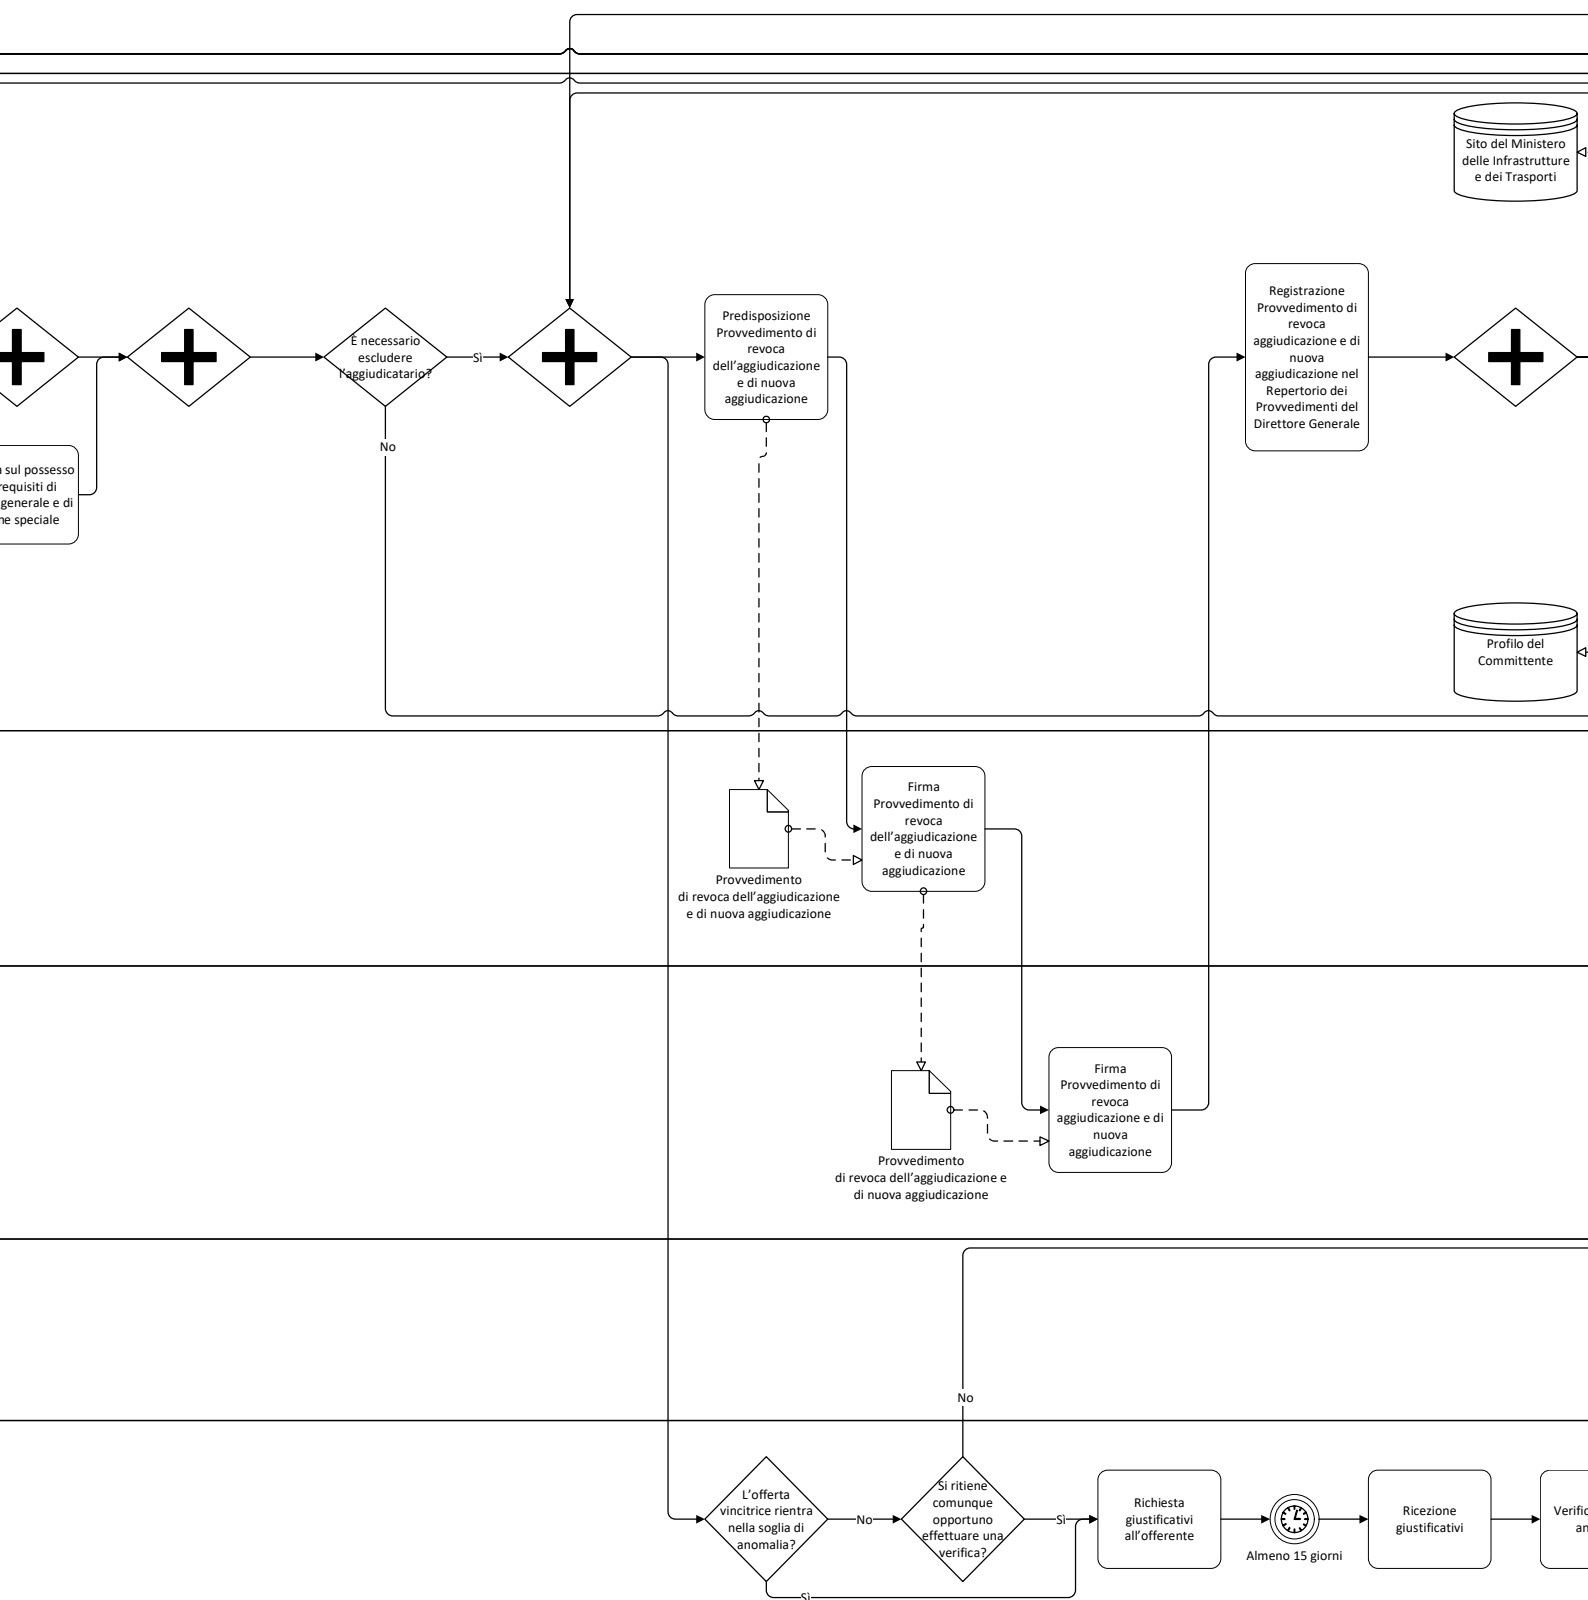 Sito del Ministero
delle Infrastrutture
e dei Trasporti
È necessario
escludere
l’aggiudicatario?
Sì
No
Predisposizione
Provvedimento di
revoca
dell’aggiudicazione
e di nuova
aggiudicazione
Registrazione
Provvedimento di
revoca
aggiudicazione e di
nuova
aggiudicazione nel
Repertorio dei
Provvedimenti del
Direttore Generale
sul possesso
requisiti di
generale e di
speciale
Profilo del
Committente
Firma
Provvedimento di
revoca
dell’aggiudicazione
e di nuova
aggiudicazione
Provvedimento
di revoca dell’aggiudicazione
e di nuova aggiudicazione
Firma
Provvedimento di
revoca
aggiudicazione e di
nuova
aggiudicazione
Provvedimento
di revoca dell’aggiudicazione e
di nuova aggiudicazione
No
L’offerta
vincitrice rientra
nella soglia di
anomalia?
No
Sì
Si ritiene
comunque
opportuno
effettuare una
verifica?
Sì
Richiesta
giustificativi
all’offerente
Almeno 15 giorni
Ricezione
giustificativi